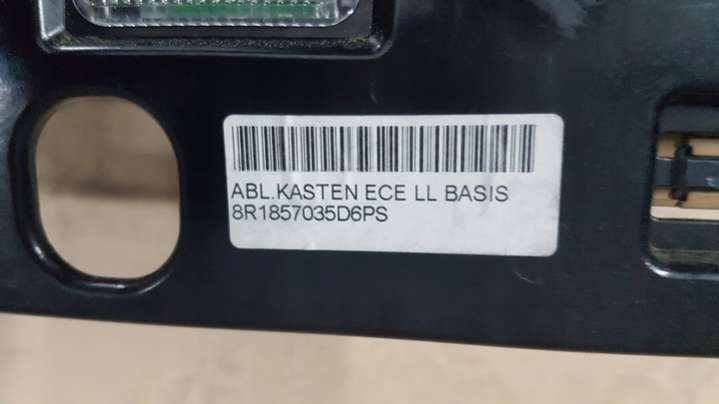 ABL.KASTEN ECE LL BASIS
8R1857035D6PS